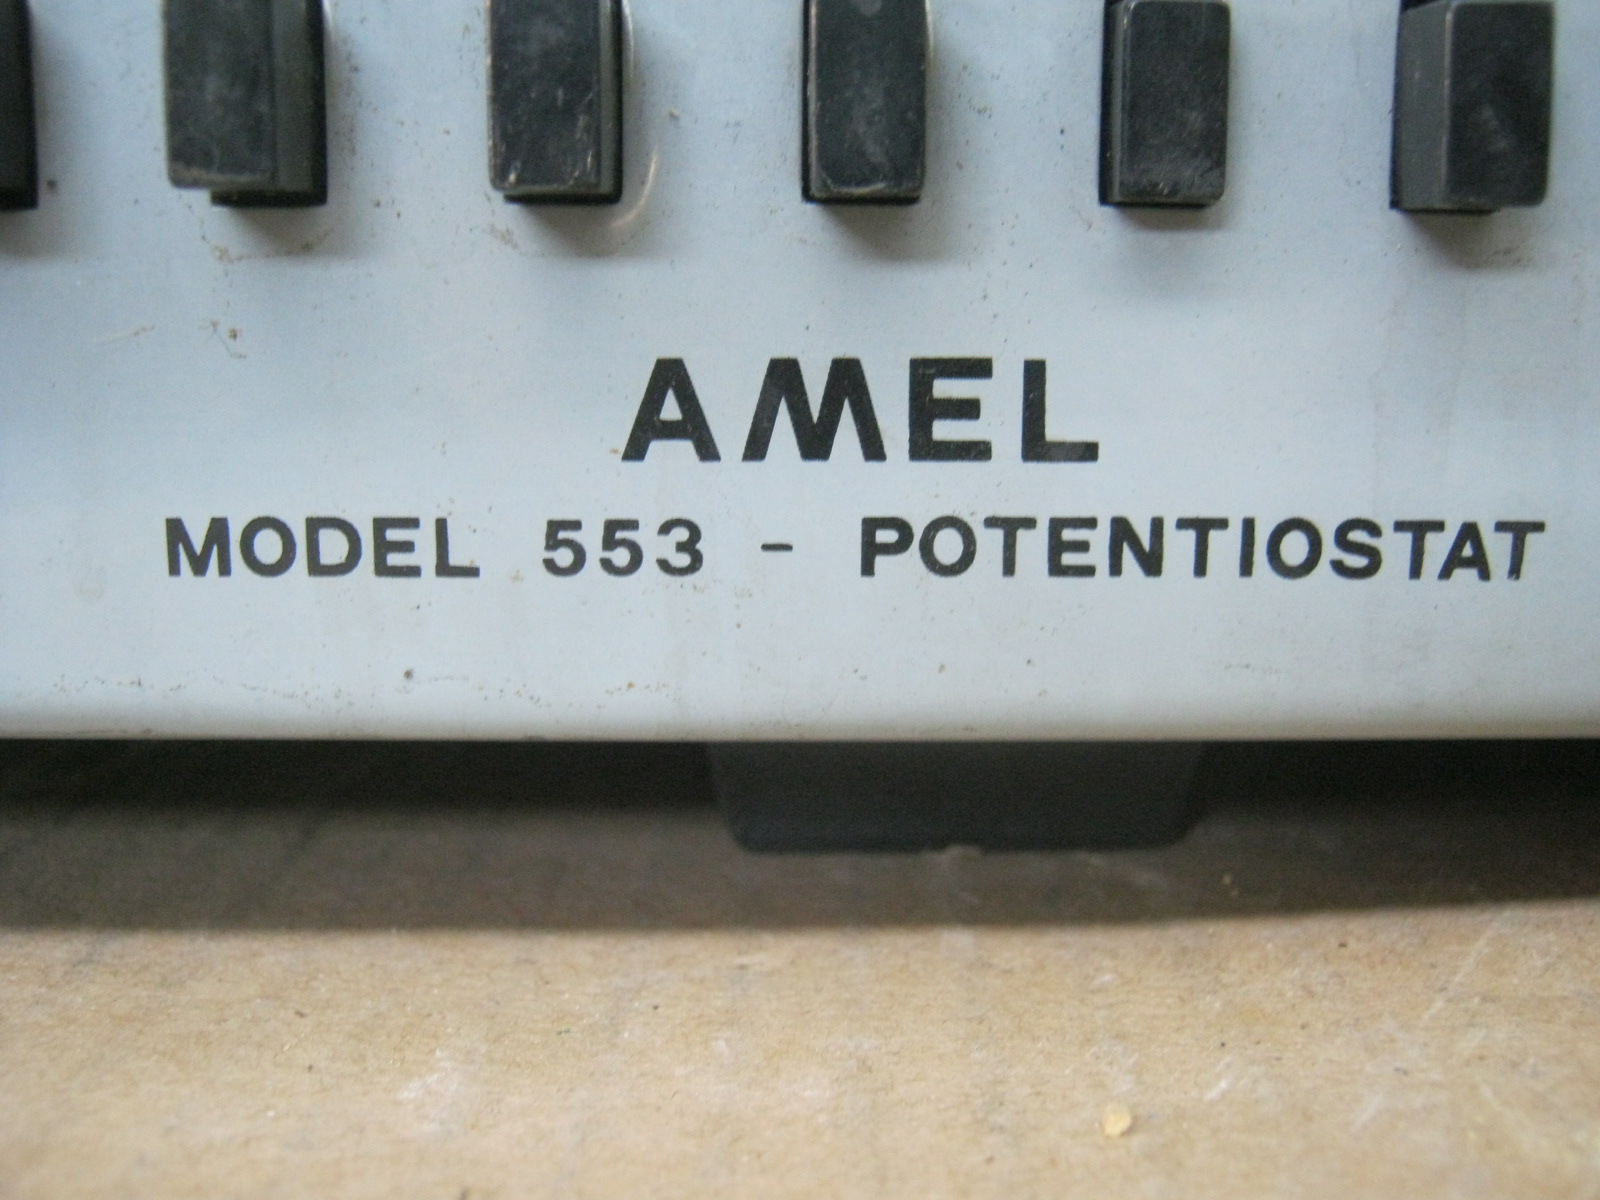 AMEL
MODEL 553 - POTENTIOSTAT